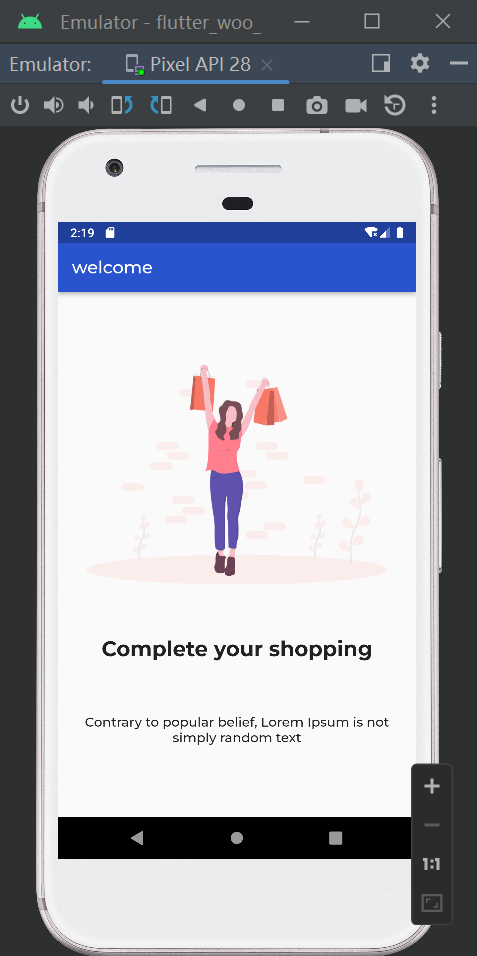 Emulator - flutter_woo_
Emulator:
Pixel API 28
2:19
welcome
Complete your shopping
Contrary to popular belief, Lorem Ipsum is not
simply random text
1:1